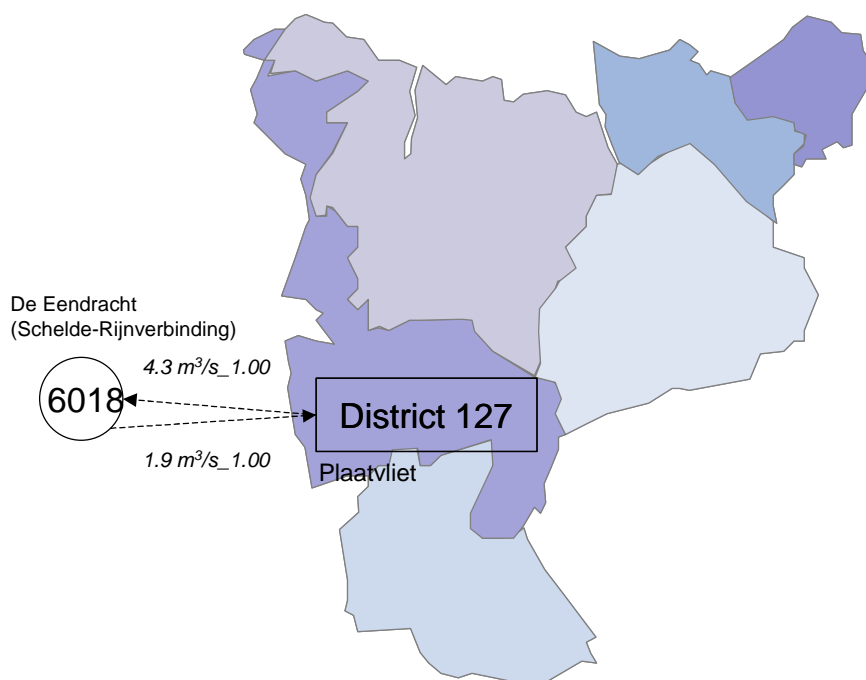 De Eendracht
(Schelde-Rijnverbinding)
4.3 m³/s_1.00
6018
District 127
1.9 m³/s_1.00
Plaatvliet